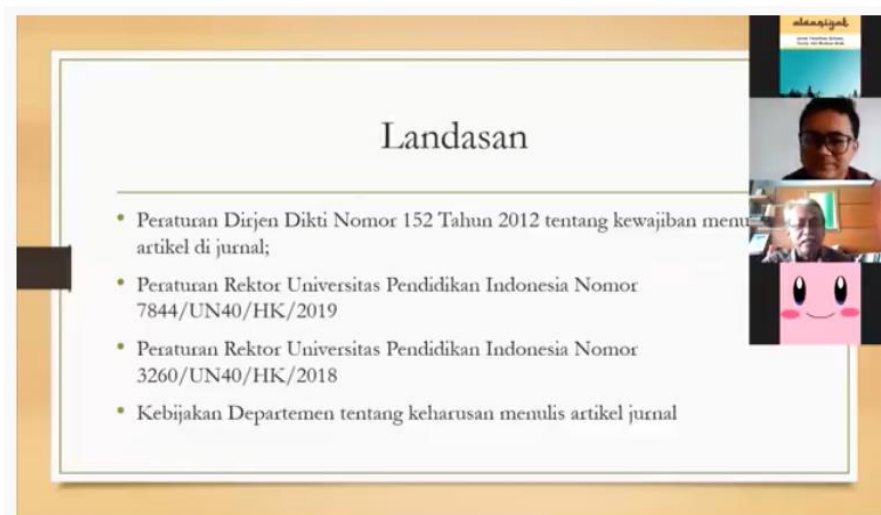 Landasan
• Peraturan Dirjen Dikti Nomor 152 Tahun 2012 tentang kewajiban menu
artikel di jurnal;
• Peraturan Rektor Universitas Pendidikan Indonesia Nomor
7844/UN40/HK/2019
• Peraturan Rektor Universitas Pendidikan Indonesia Nomor
3260/UN40/HK/2018
• Kebijakan Departemen tentang keharusan menulis artikel jurnal